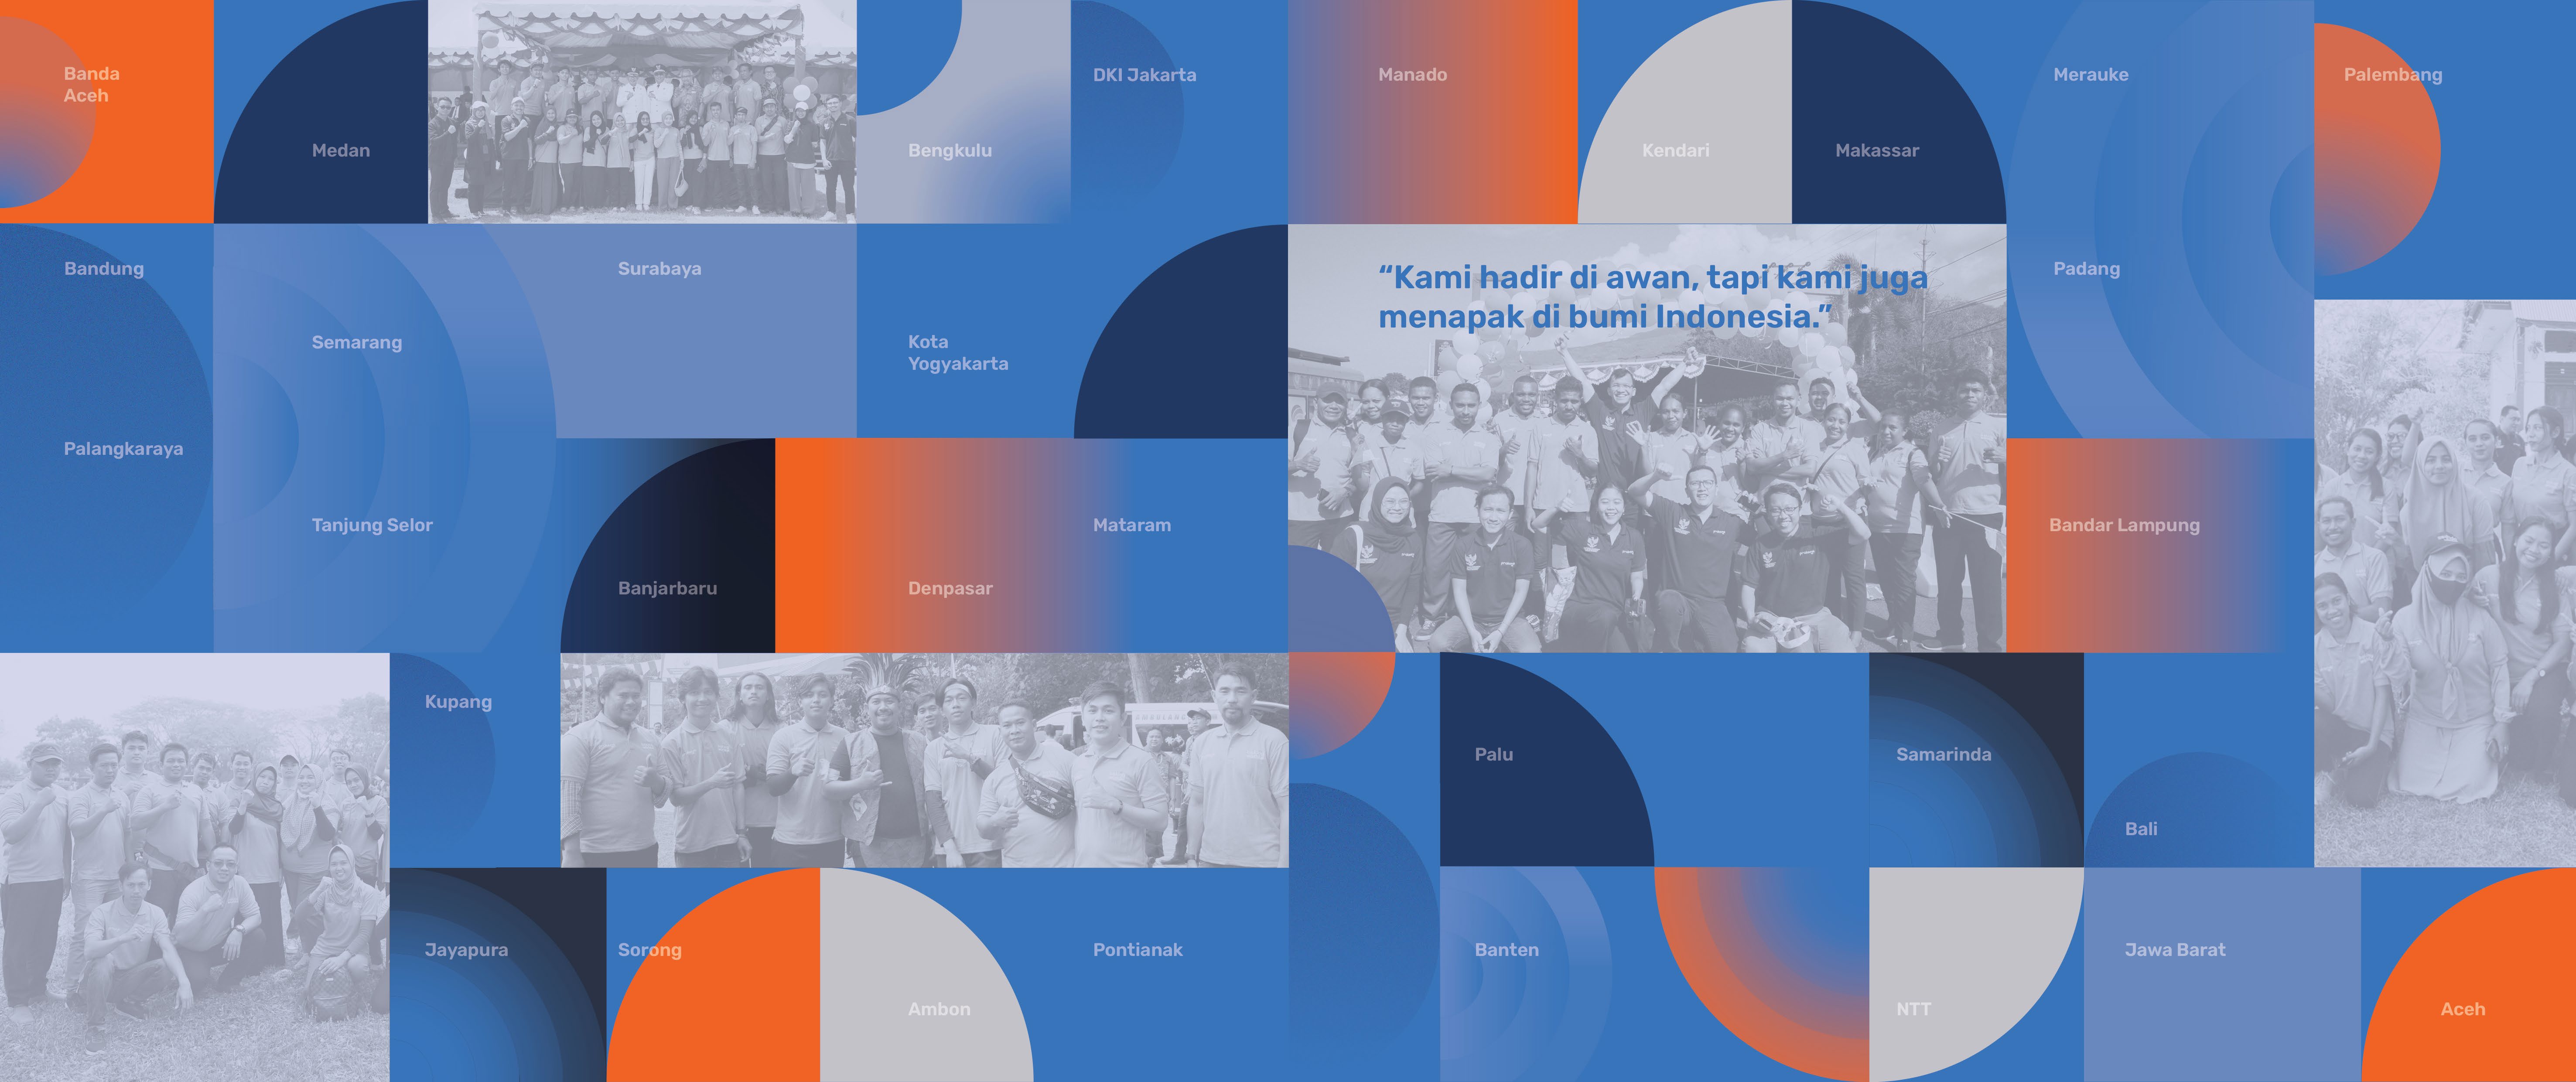 Banda
Aceh
Medan
Bengkulu
DKI Jakarta
Manado
Kendari
Makassar
Merauke
Palembang
Bandung
Semarang
Surabaya
Kota
Yogyakarta
“Kami hadir di awan, tapi kami juga
menapak di bumi Indonesia.”
Padang
Palangkaraya
Tanjung Selor
Banjarbaru
Denpasar
Mataram
Bandar Lampung
Kupang
Palu
Samarinda
Bali
Jayapura
Sorong
Ambon
Pontianak
Banten
NTT
Jawa Barat
Aceh